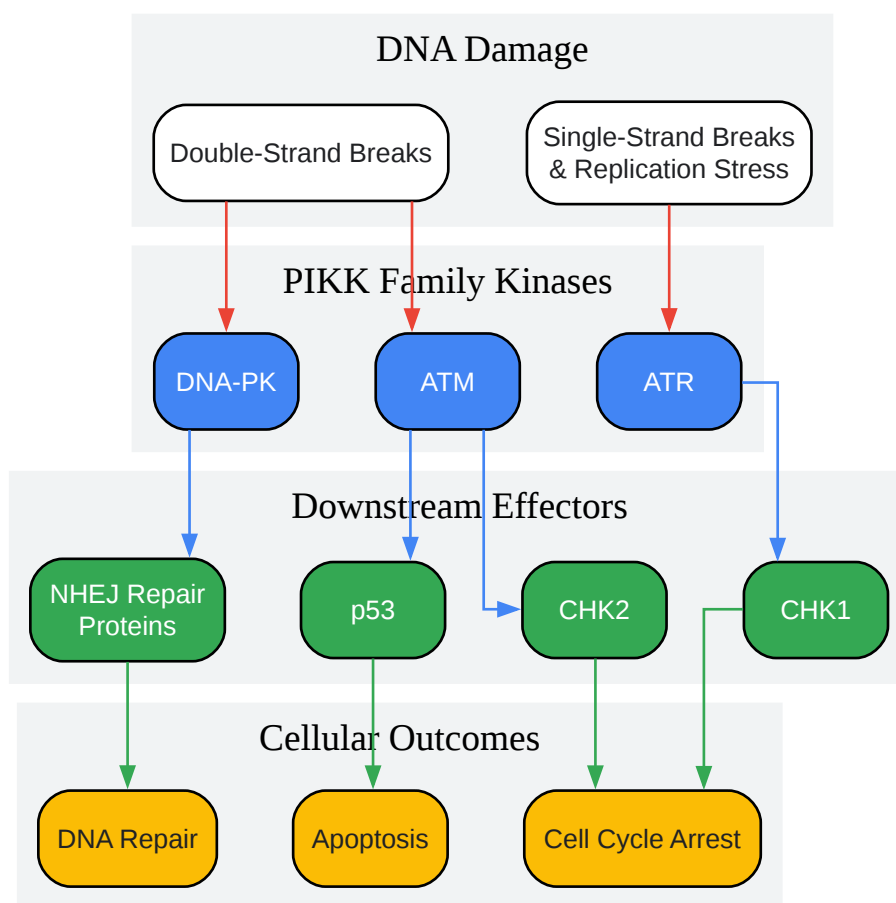 DNA Damage
Double-Strand Breaks
Single-Strand Breaks
& Replication Stress
PIKK Family Kinases
DNA-PK
ATM
ATR
Downstream Effectors
NHEJ Repair
Proteins
p53
CHK2
CHK1
Cellular Outcomes
DNA Repair
Apoptosis
Cell Cycle Arrest